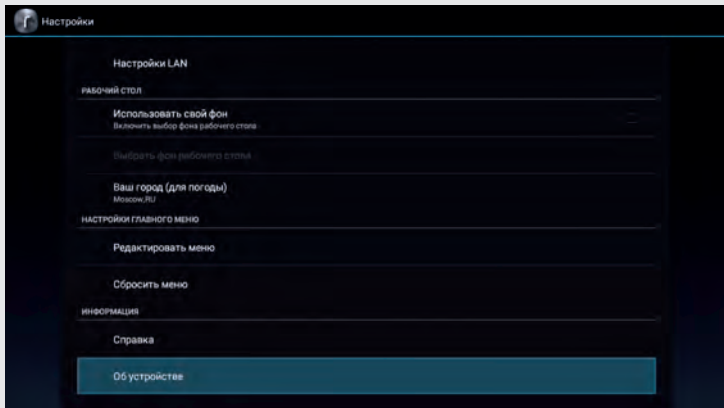 Настройки
Настройки LAN
РАБОЧИЙ СТОЛ
Использовать свой фон
Включить выбор фона рабочего стола
Выбрать фон рабочего стола
Ваш город (для погоды)
Moscow,RU
НАСТРОЙКИ ГЛАВНОГО МЕНЮ
Редактировать меню
Сбросить меню
ИНФОРМАЦИЯ
Справка
Об устройстве